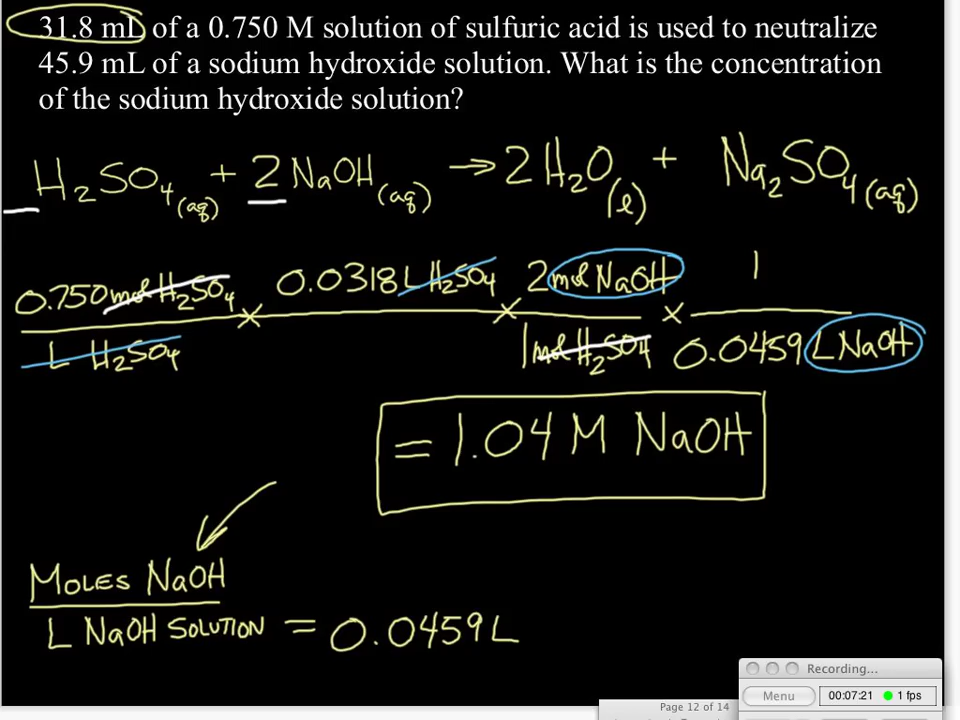 31.8 mL of a 0.750 M solution of sulfuric acid is used to neutralize
45.9 mL of a sodium hydroxide solution. What is the concentration
of the sodium hydroxide solution?
H₂SO₄(aq) + 2 NaOH(aq) → 2 H₂O(l) + Na₂SO₄(aq)
0.750 mol H₂SO₄ × 0.0318 L H₂SO₄ × 2 mol NaOH × 1
L H₂SO₄ 1 mol H₂SO₄ 0.0459 L NaOH
= 1.04 M NaOH
MOLES NaOH
L NaOH SOLUTION = 0.0459 L
Recording...
Menu 00:07:21 1 fps
Page 12 of 14